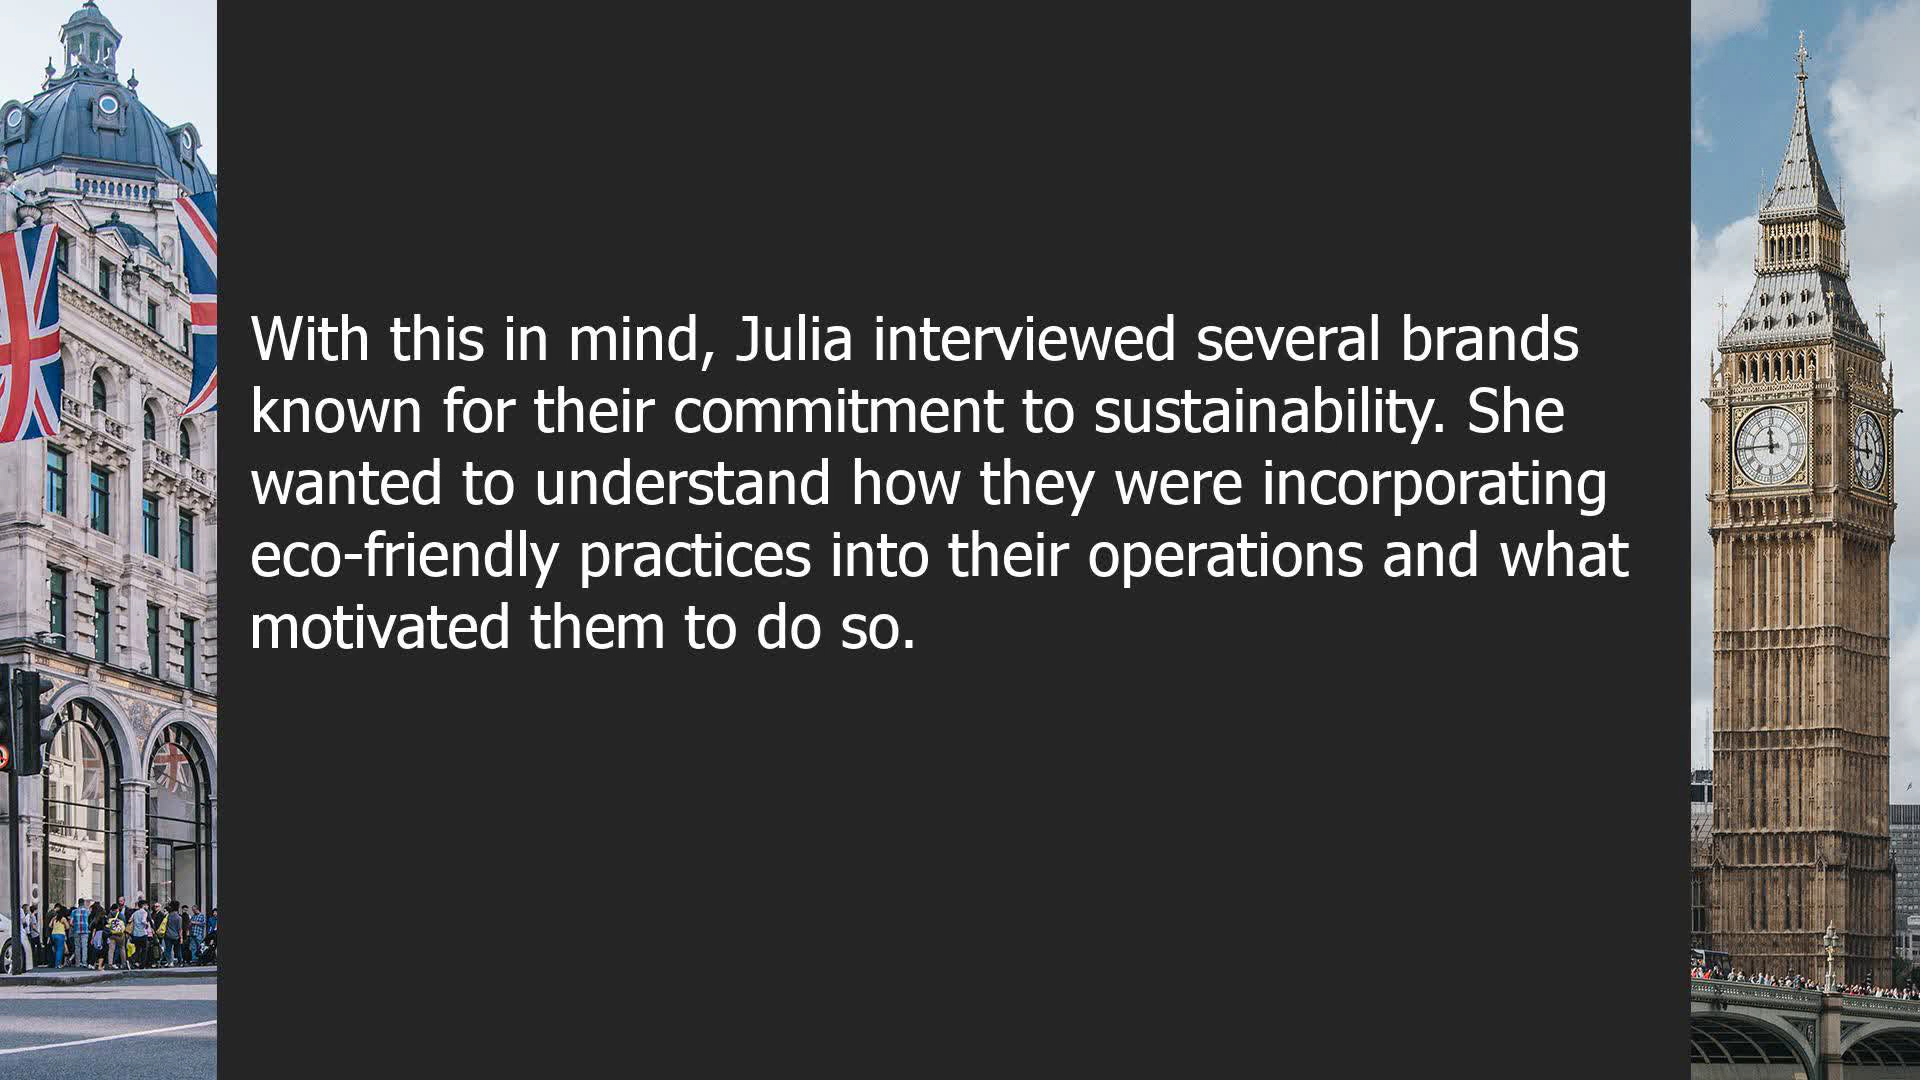 With this in mind, Julia interviewed several brands
known for their commitment to sustainability. She
wanted to understand how they were incorporating
eco-friendly practices into their operations and what
motivated them to do so.